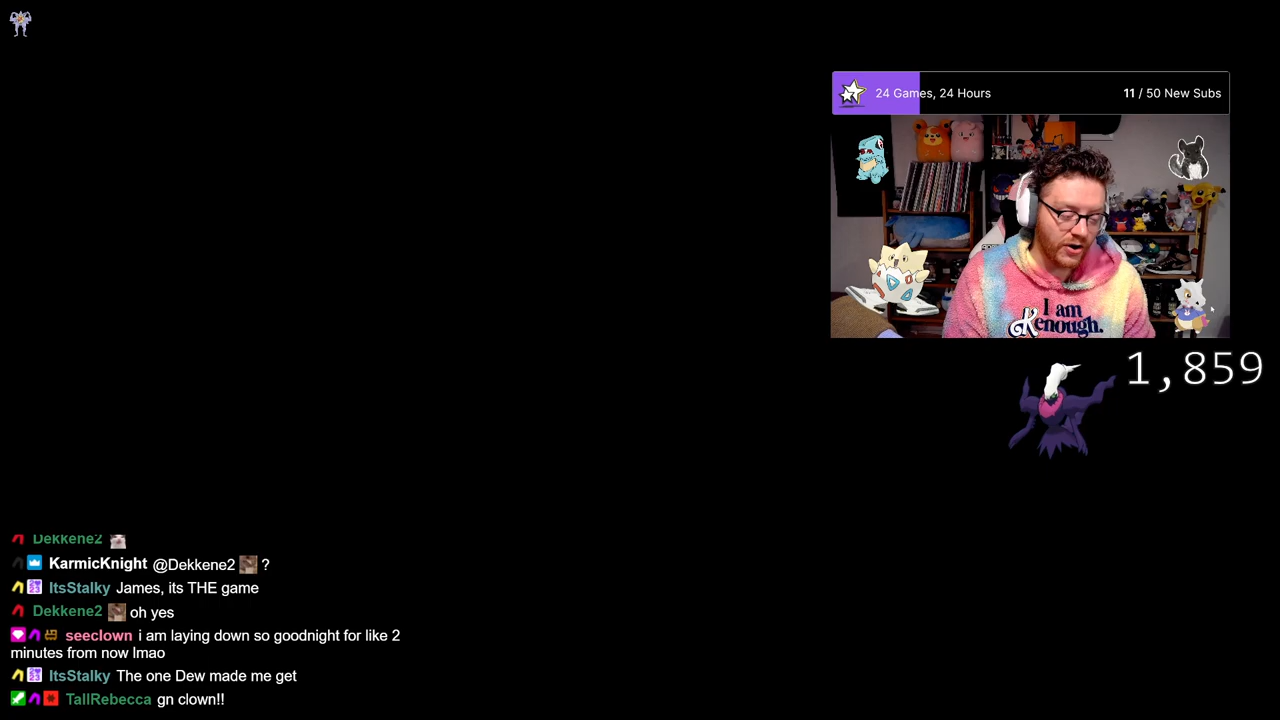 24 Games, 24 Hours
11 / 50 New Subs
I am
Kenough.
1,859
Dekkene2
KarmicKnight @Dekkene2 ?
ItsStalky James, its THE game
Dekkene2 oh yes
seeclown i am laying down so goodnight for like 2
minutes from now lmao
ItsStalky The one Dew made me get
TallRebecca gn clown!!